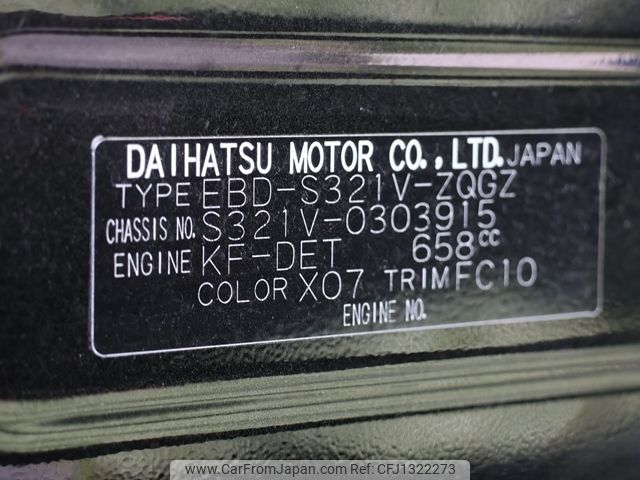 DAIHATSU MOTOR CO., LTD. JAPAN
TYPE EBD-S321V-ZQGZ
CHASSIS NO. S321V-0303915
ENGINE KF-DET 658cc
COLOR X07 TRIM FC10
ENGINE NO.
www.CarFromJapan.com CFJ1322273